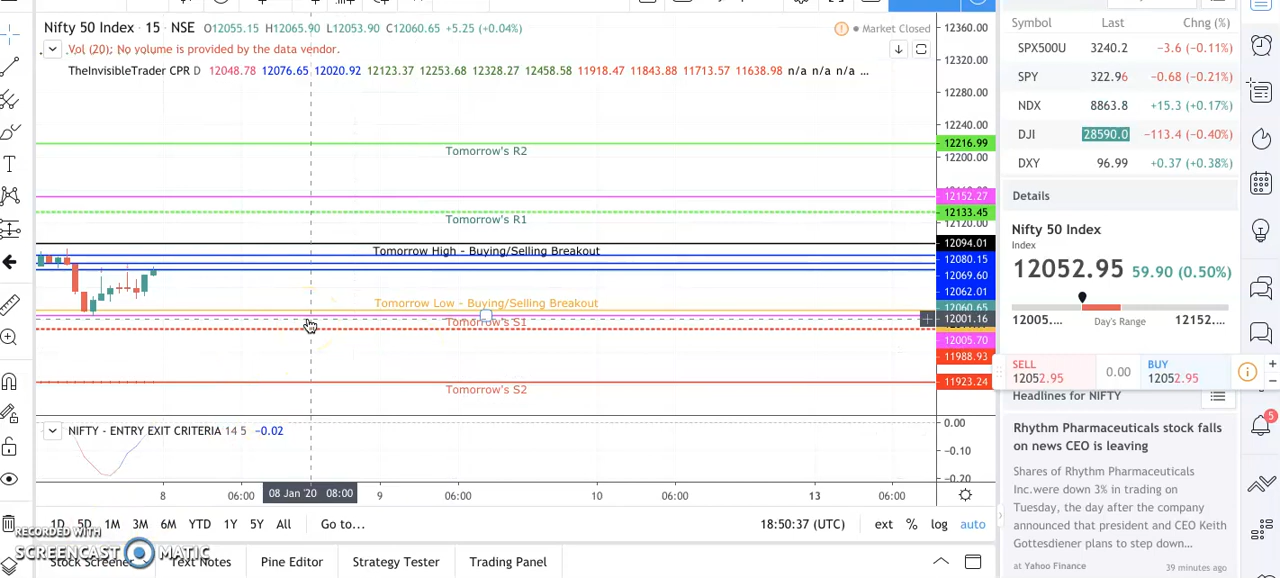 Nifty 50 Index · 15 · NSE O12055.15 H12065.90 L12053.90 C12060.65 +5.25 (+0.04%)
Market Closed
Vol (20); No volume is provided by the data vendor.
TheInvisibleTrader CPR D 12048.78 12076.65 12020.92 12123.37 12253.68 12328.27 12458.58 11918.47 11843.88 11713.57 11638.98 n/a n/a n/a ...
12360.00
12320.00
12280.00
12240.00
12216.99
Tomorrow's R2
12200.00
12152.27
12133.45
Tomorrow's R1
12120.00
12094.01
Tomorrow High - Buying/Selling Breakout
12080.15
12069.60
12062.01
Tomorrow Low - Buying/Selling Breakout
12060.65
12001.16
Tomorrow's S1
12005.70
11988.93
11923.24
Tomorrow's S2
NIFTY - ENTRY EXIT CRITERIA 14 5 −0.02
0.00
−0.10
−0.20
8 06:00 08 Jan '20 08:00 9 06:00 10 06:00 13 06:00
1D 5D 1M 3M 6M YTD 1Y 5Y All Go to... 18:50:37 (UTC) ext % log auto
RECORDED WITH
SCREENCAST MATIC
Stock Screener Text Notes Pine Editor Strategy Tester Trading Panel
Symbol Last Chng (%)
SPX500U 3240.2 −3.6 (−0.11%)
SPY 322.96 −0.68 (−0.21%)
NDX 8863.8 +15.3 (+0.17%)
DJI 28590.0 −113.4 (−0.40%)
DXY 96.99 +0.37 (+0.38%)
Details
Nifty 50 Index
Index
12052.95 59.90 (0.50%)
12005.... Day's Range 12152....
SELL
12052.95
0.00
BUY
12052.95
Headlines for NIFTY
Rhythm Pharmaceuticals stock falls
on news CEO is leaving
Shares of Rhythm Pharmaceuticals
Inc.were down 3% in trading on
Tuesday, the day after the company
announced that president and CEO Keith
Gottesdiener plans to step down...
at Yahoo Finance 39 minutes ago
5